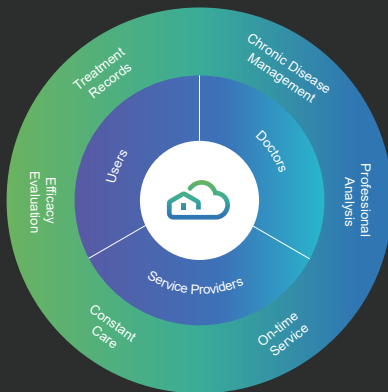 Treatment
Records
Chronic Disease
Management
Professional
Analysis
On-time
Service
Constant
Care
Efficacy
Evaluation
Users
Doctors
Service Providers